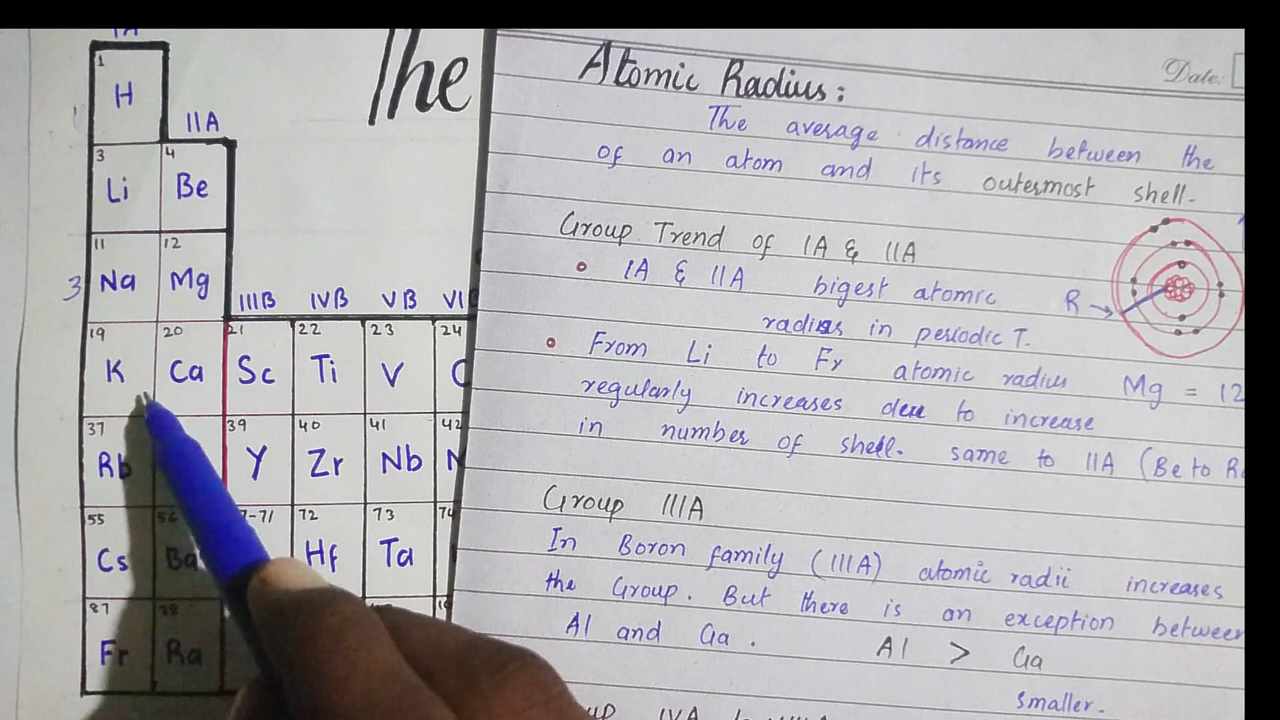 IA
1
H
IIA
3 4
Li Be
11 12
3 Na Mg
IIIB IVB VB
19 20 21 22 23 24
K Ca Sc Ti V
37 39 40 41 42
Rb Y Zr Nb
55 56 72 73
Cs Ba Hf Ta
87
Fr Ra
The
Date:
Atomic Radius:
The average distance between the
of an atom and its outermost shell.
Group Trend of IA & IIA
IA & IIA bigest atomic
radius in periodic T.
R
From Li to Fr atomic radius
Mg = 12
regularly increases due to increase
in number of shell. same to IIA (Be to
Group IIIA
In Boron family (IIIA) atomic radii increases
the Group. But there is an exception between
Al and Ga. Al > Ga
smaller.